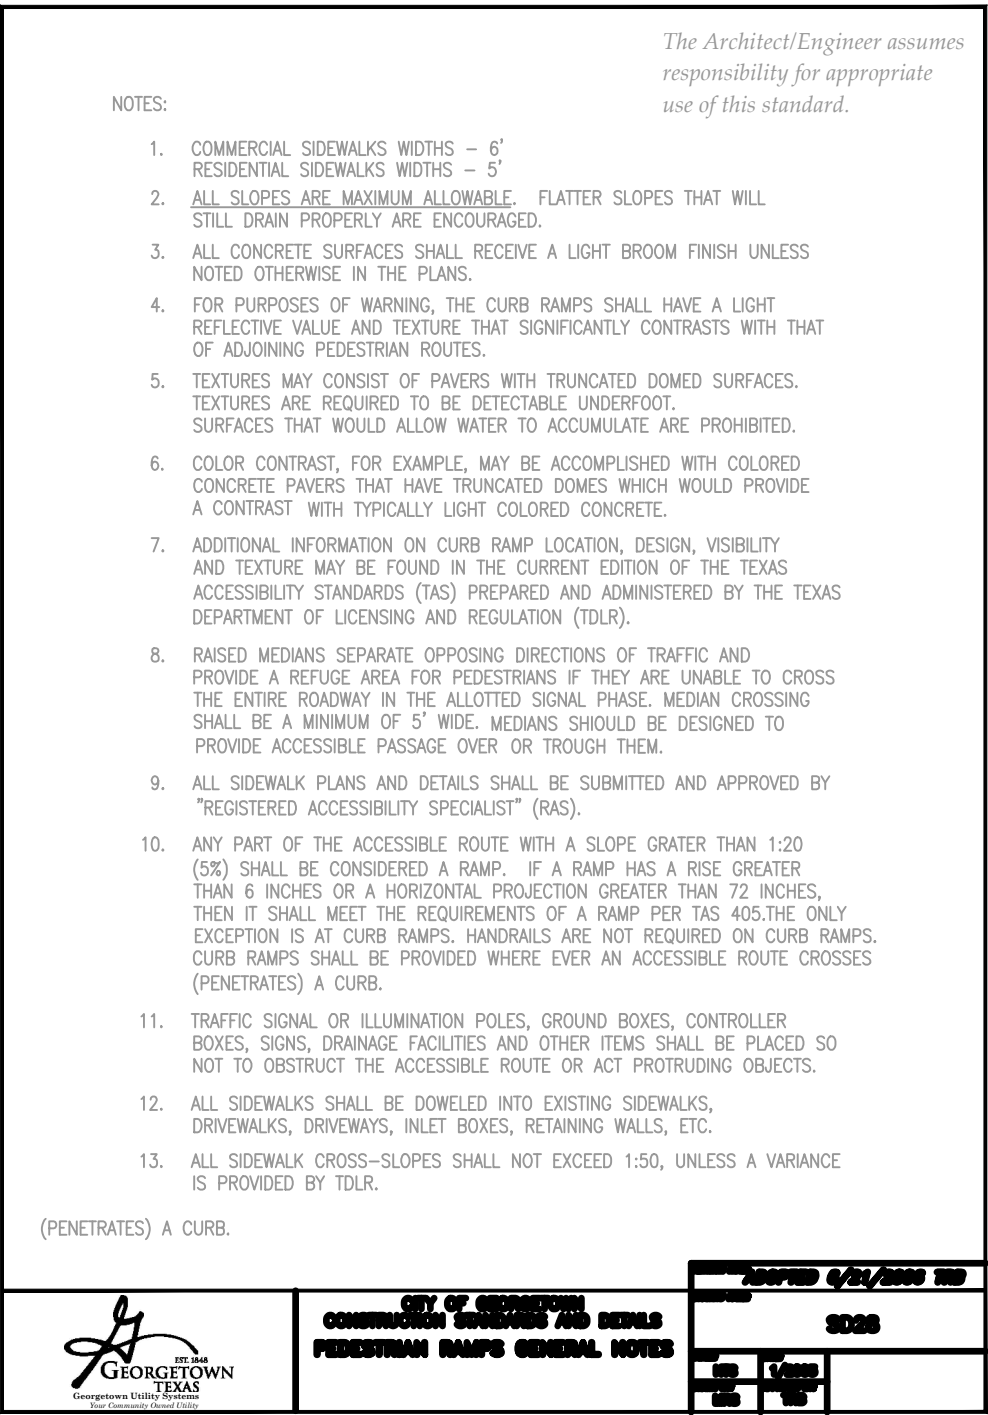 The Architect/Engineer assumes
responsibility for appropriate
use of this standard.
NOTES:
1. COMMERCIAL SIDEWALKS WIDTHS – 6'
RESIDENTIAL SIDEWALKS WIDTHS – 5'
2. ALL SLOPES ARE MAXIMUM ALLOWABLE. FLATTER SLOPES THAT WILL
STILL DRAIN PROPERLY ARE ENCOURAGED.
3. ALL CONCRETE SURFACES SHALL RECEIVE A LIGHT BROOM FINISH UNLESS
NOTED OTHERWISE IN THE PLANS.
4. FOR PURPOSES OF WARNING, THE CURB RAMPS SHALL HAVE A LIGHT
REFLECTIVE VALUE AND TEXTURE THAT SIGNIFICANTLY CONTRASTS WITH THAT
OF ADJOINING PEDESTRIAN ROUTES.
5. TEXTURES MAY CONSIST OF PAVERS WITH TRUNCATED DOMED SURFACES.
TEXTURES ARE REQUIRED TO BE DETECTABLE UNDERFOOT.
SURFACES THAT WOULD ALLOW WATER TO ACCUMULATE ARE PROHIBITED.
6. COLOR CONTRAST, FOR EXAMPLE, MAY BE ACCOMPLISHED WITH COLORED
CONCRETE PAVERS THAT HAVE TRUNCATED DOMES WHICH WOULD PROVIDE
A CONTRAST WITH TYPICALLY LIGHT COLORED CONCRETE.
7. ADDITIONAL INFORMATION ON CURB RAMP LOCATION, DESIGN, VISIBILITY
AND TEXTURE MAY BE FOUND IN THE CURRENT EDITION OF THE TEXAS
ACCESSIBILITY STANDARDS (TAS) PREPARED AND ADMINISTERED BY THE TEXAS
DEPARTMENT OF LICENSING AND REGULATION (TDLR).
8. RAISED MEDIANS SEPARATE OPPOSING DIRECTIONS OF TRAFFIC AND
PROVIDE A REFUGE AREA FOR PEDESTRIANS IF THEY ARE UNABLE TO CROSS
THE ENTIRE ROADWAY IN THE ALLOTTED SIGNAL PHASE. MEDIAN CROSSING
SHALL BE A MINIMUM OF 5' WIDE. MEDIANS SHIOULD BE DESIGNED TO
PROVIDE ACCESSIBLE PASSAGE OVER OR TROUGH THEM.
9. ALL SIDEWALK PLANS AND DETAILS SHALL BE SUBMITTED AND APPROVED BY
"REGISTERED ACCESSIBILITY SPECIALIST" (RAS).
10. ANY PART OF THE ACCESSIBLE ROUTE WITH A SLOPE GRATER THAN 1:20
(5%) SHALL BE CONSIDERED A RAMP. IF A RAMP HAS A RISE GREATER
THAN 6 INCHES OR A HORIZONTAL PROJECTION GREATER THAN 72 INCHES,
THEN IT SHALL MEET THE REQUIREMENTS OF A RAMP PER TAS 405.THE ONLY
EXCEPTION IS AT CURB RAMPS. HANDRAILS ARE NOT REQUIRED ON CURB RAMPS.
CURB RAMPS SHALL BE PROVIDED WHERE EVER AN ACCESSIBLE ROUTE CROSSES
(PENETRATES) A CURB.
11. TRAFFIC SIGNAL OR ILLUMINATION POLES, GROUND BOXES, CONTROLLER
BOXES, SIGNS, DRAINAGE FACILITIES AND OTHER ITEMS SHALL BE PLACED SO
NOT TO OBSTRUCT THE ACCESSIBLE ROUTE OR ACT PROTRUDING OBJECTS.
12. ALL SIDEWALKS SHALL BE DOWELED INTO EXISTING SIDEWALKS,
DRIVEWALKS, DRIVEWAYS, INLET BOXES, RETAINING WALLS, ETC.
13. ALL SIDEWALK CROSS–SLOPES SHALL NOT EXCEED 1:50, UNLESS A VARIANCE
IS PROVIDED BY TDLR.
(PENETRATES) A CURB.
ADOPTED 6/21/2006 TRB
EST. 1848
GEORGETOWN
TEXAS
Georgetown Utility Systems
Your Community Owned Utility
CITY OF GEORGETOWN
CONSTRUCTION STANDARDS AND DETAILS
PEDESTRIAN RAMPS GENERAL NOTES
SD26
NTS
TRB